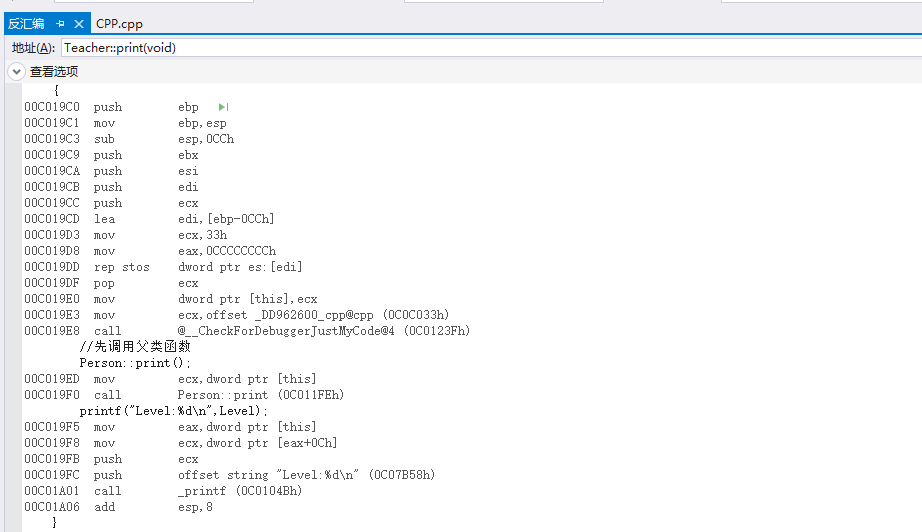 反汇编 CPP.cpp
地址(A): Teacher::print(void)
查看选项
{
00C019C0 push ebp
00C019C1 mov ebp,esp
00C019C3 sub esp,0CCh
00C019C9 push ebx
00C019CA push esi
00C019CB push edi
00C019CC push ecx
00C019CD lea edi,[ebp-0CCh]
00C019D3 mov ecx,33h
00C019D8 mov eax,0CCCCCCCCh
00C019DD rep stos dword ptr es:[edi]
00C019DF pop ecx
00C019E0 mov dword ptr [this],ecx
00C019E3 mov ecx,offset _DD962600_cpp@cpp (0C0C033h)
00C019E8 call @__CheckForDebuggerJustMyCode@4 (0C0123Fh)
//先调用父类函数
Person::print();
00C019ED mov ecx,dword ptr [this]
00C019F0 call Person::print (0C011FEh)
printf("Level:%d\n",Level);
00C019F5 mov eax,dword ptr [this]
00C019F8 mov ecx,dword ptr [eax+0Ch]
00C019FB push ecx
00C019FC push offset string "Level:%d\n" (0C07B58h)
00C01A01 call _printf (0C0104Bh)
00C01A06 add esp,8
}